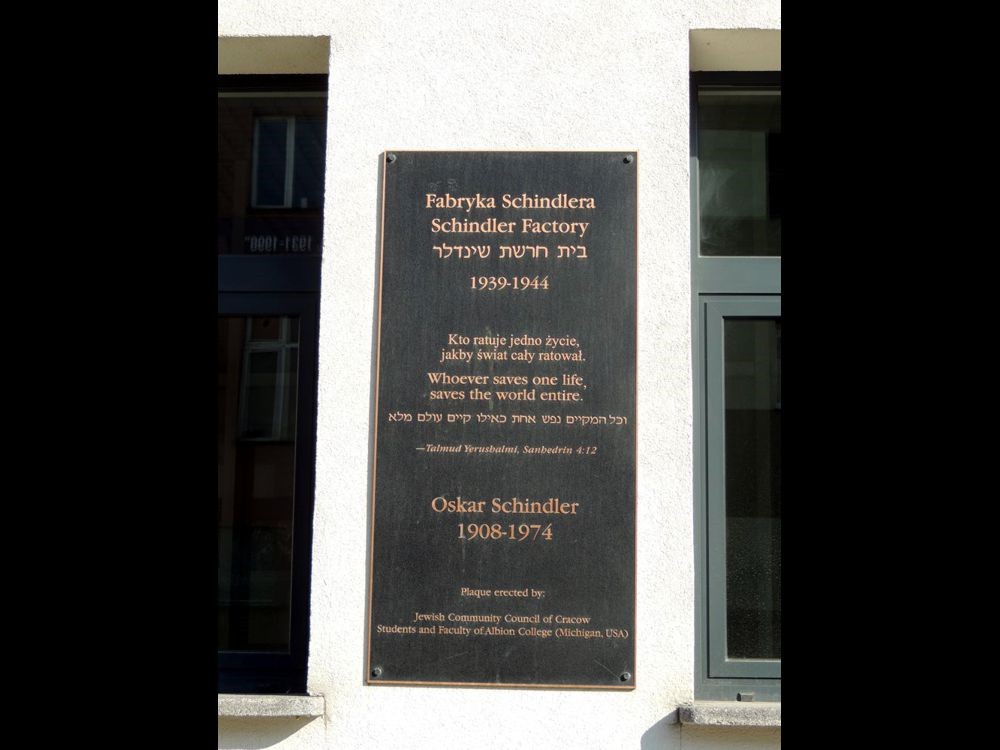 Fabryka Schindlera
Schindler Factory
בית חרשת שינדלר
1939-1944
Kto ratuje jedno życie,
jakby świat cały ratował.
Whoever saves one life,
saves the world entire.
וכל המקיים נפש אחת כאילו קיים עולם מלא
—Talmud Yerushalmi, Sanhedrin 4:12
Oskar Schindler
1908-1974
Plaque erected by:
Jewish Community Council of Cracow
Students and Faculty of Albion College (Michigan, USA)